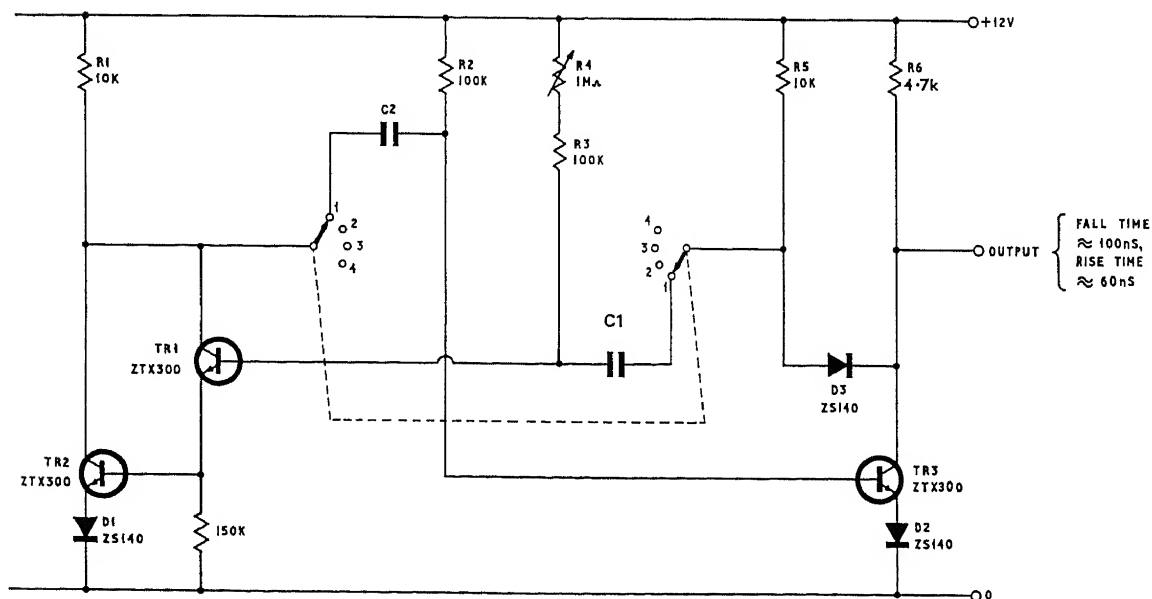 +12V
R1
10K
R2
100K
R4
1MΩ
R5
10K
R6
4.7k
C2
R3
100K
1
2
3
4
4
3
2
1
OUTPUT
FALL TIME
≈ 100nS,
RISE TIME
≈ 60nS
C1
TR1
ZTX300
D3
ZS140
TR2
ZTX300
TR3
ZTX300
D1
ZS140
150K
D2
ZS140
0